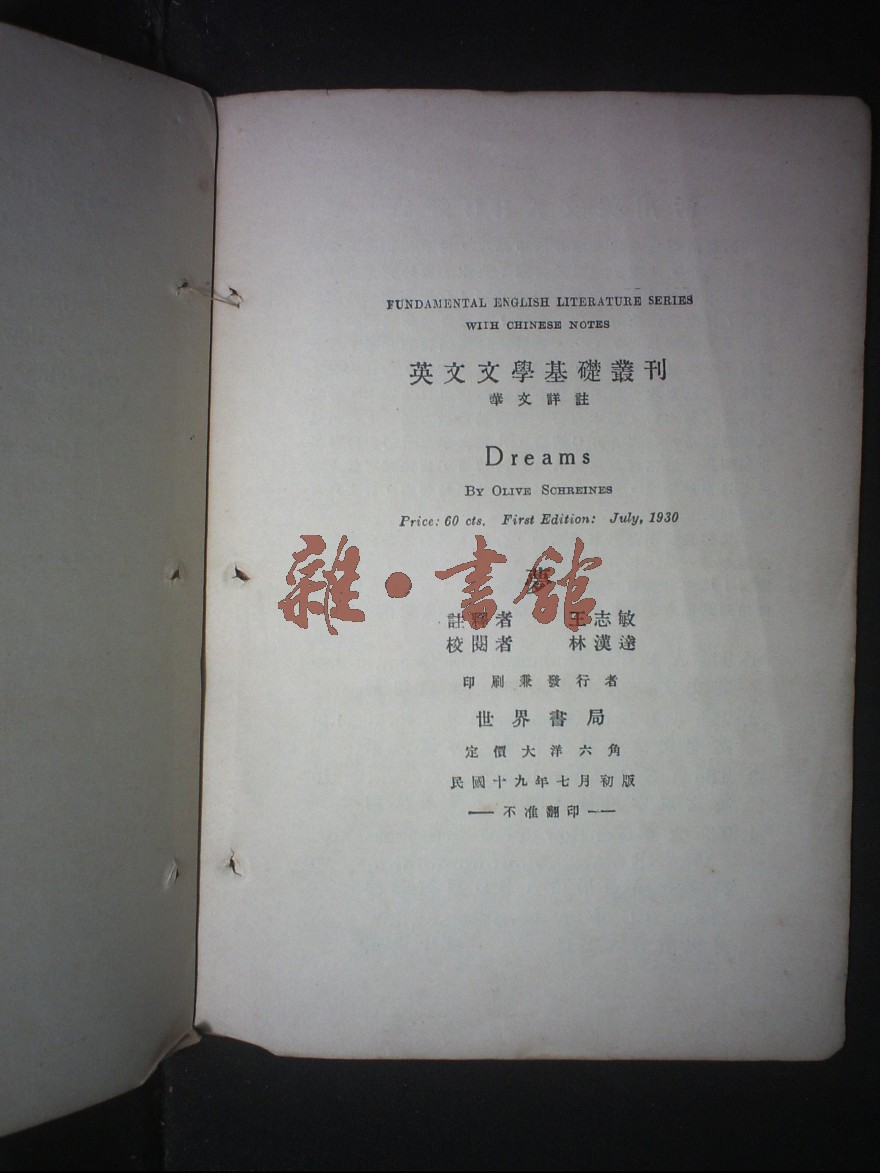 FUNDAMENTAL ENGLISH LITERATURE SERIES
WITH CHINESE NOTES
英文文學基礎叢刊
華文詳註
Dreams
BY OLIVE SCHREINES
Price: 60 cts. First Edition: July, 1930
雜·書館
夢
註釋者 王志敏
校閱者 林漢達
印刷兼發行者
世界書局
定價大洋六角
民國十九年七月初版
——不准翻印——